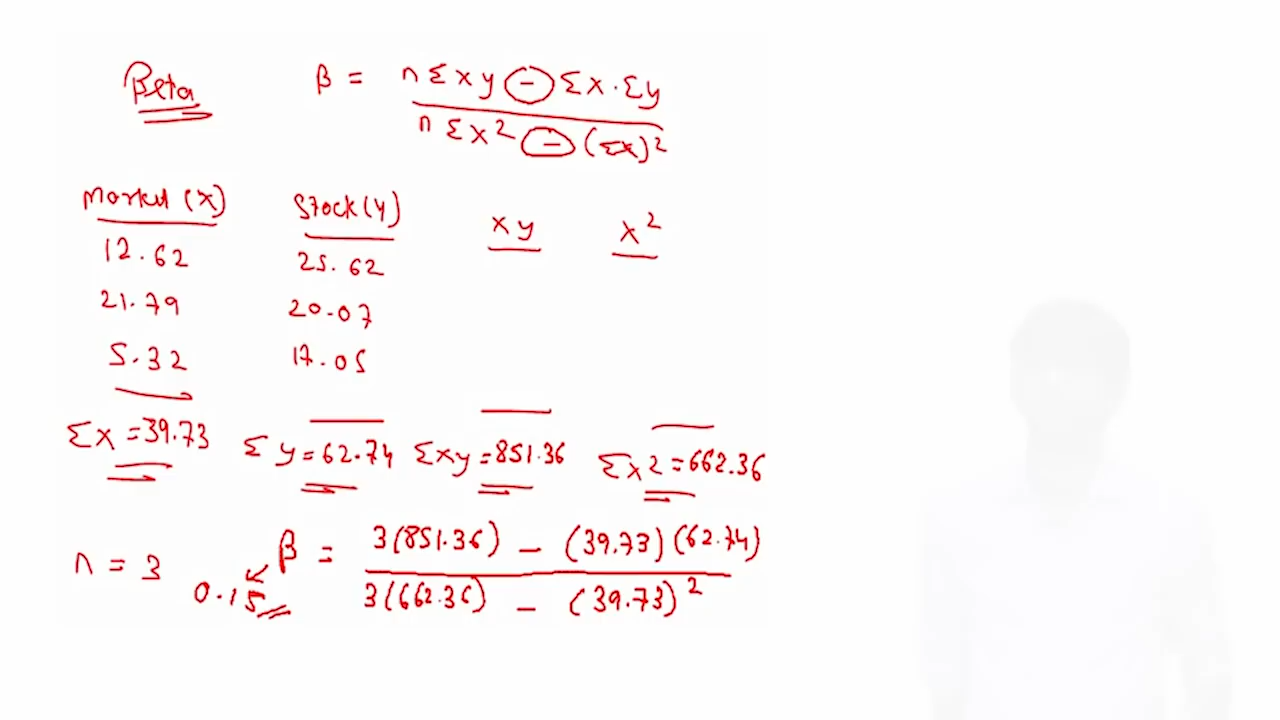 Beta β = n Σxy - Σx · Σy
n Σx² - (Σx)²
Market (X) Stock (Y) xy x²
12.62 25.62
21.79 20.07
5.32 17.05
Σx = 39.73 Σy = 62.74 Σxy = 851.36 Σx2 = 662.36
n = 3 β = 3(851.36) - (39.73)(62.74)
0.15 3(662.36) - (39.73)²